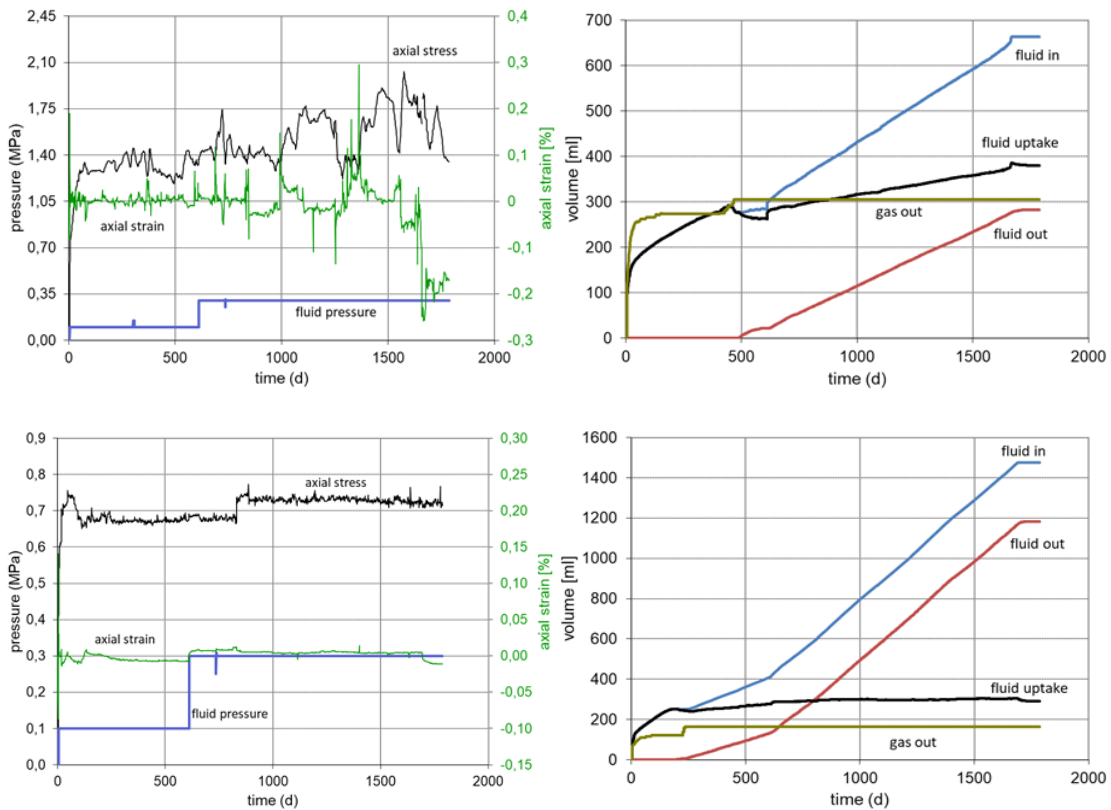 2,45
2,10
1,75
1,40
1,05
0,70
0,35
0,00
pressure (MPa)
0,4
0,3
0,2
0,1
0
-0,1
-0,2
-0,3
axial strain [%]
axial stress
axial strain
fluid pressure
0 500 1000 1500 2000
time (d)
700
600
500
400
300
200
100
0
volume [ml]
fluid in
fluid uptake
gas out
fluid out
0 500 1000 1500 2000
time (d)
0,9
0,8
0,7
0,6
0,5
0,4
0,3
0,2
0,1
0,0
pressure (MPa)
0,30
0,25
0,20
0,15
0,10
0,05
0,00
-0,05
-0,10
-0,15
axial strain [%]
axial stress
axial strain
fluid pressure
0 500 1000 1500 2000
time (d)
1600
1400
1200
1000
800
600
400
200
0
volume [ml]
fluid in
fluid out
fluid uptake
gas out
0 500 1000 1500 2000
time (d)